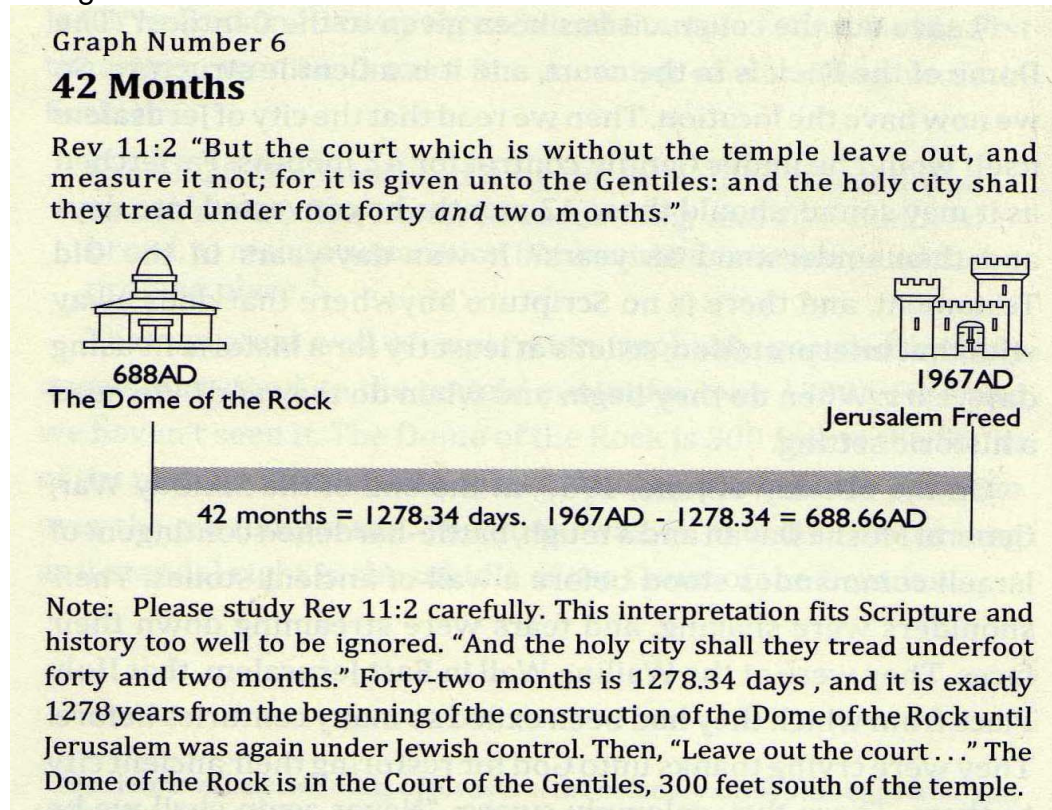 Graph Number 6
42 Months
Rev 11:2 “But the court which is without the temple leave out, and
measure it not; for it is given unto the Gentiles: and the holy city shall
they tread under foot forty and two months.”
688AD
The Dome of the Rock
1967AD
Jerusalem Freed
42 months = 1278.34 days. 1967AD - 1278.34 = 688.66AD
Note: Please study Rev 11:2 carefully. This interpretation fits Scripture and
history too well to be ignored. “And the holy city shall they tread underfoot
forty and two months.” Forty-two months is 1278.34 days , and it is exactly
1278 years from the beginning of the construction of the Dome of the Rock until
Jerusalem was again under Jewish control. Then, “Leave out the court . . .” The
Dome of the Rock is in the Court of the Gentiles, 300 feet south of the temple.